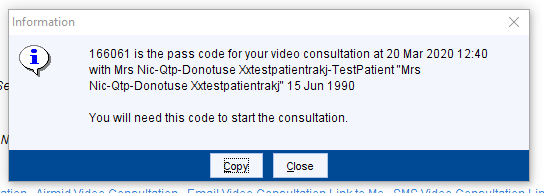 Information
166061 is the pass code for your video consultation at 20 Mar 2020 12:40
with Mrs Nic-Qtp-Donotuse Xxtestpatientrakj-TestPatient "Mrs
Nic-Qtp-Donotuse Xxtestpatientrakj" 15 Jun 1990
You will need this code to start the consultation.
Copy
Close
Airmid Video Consultation
Email Video Consultation Link to Me
SMS Video Consultation